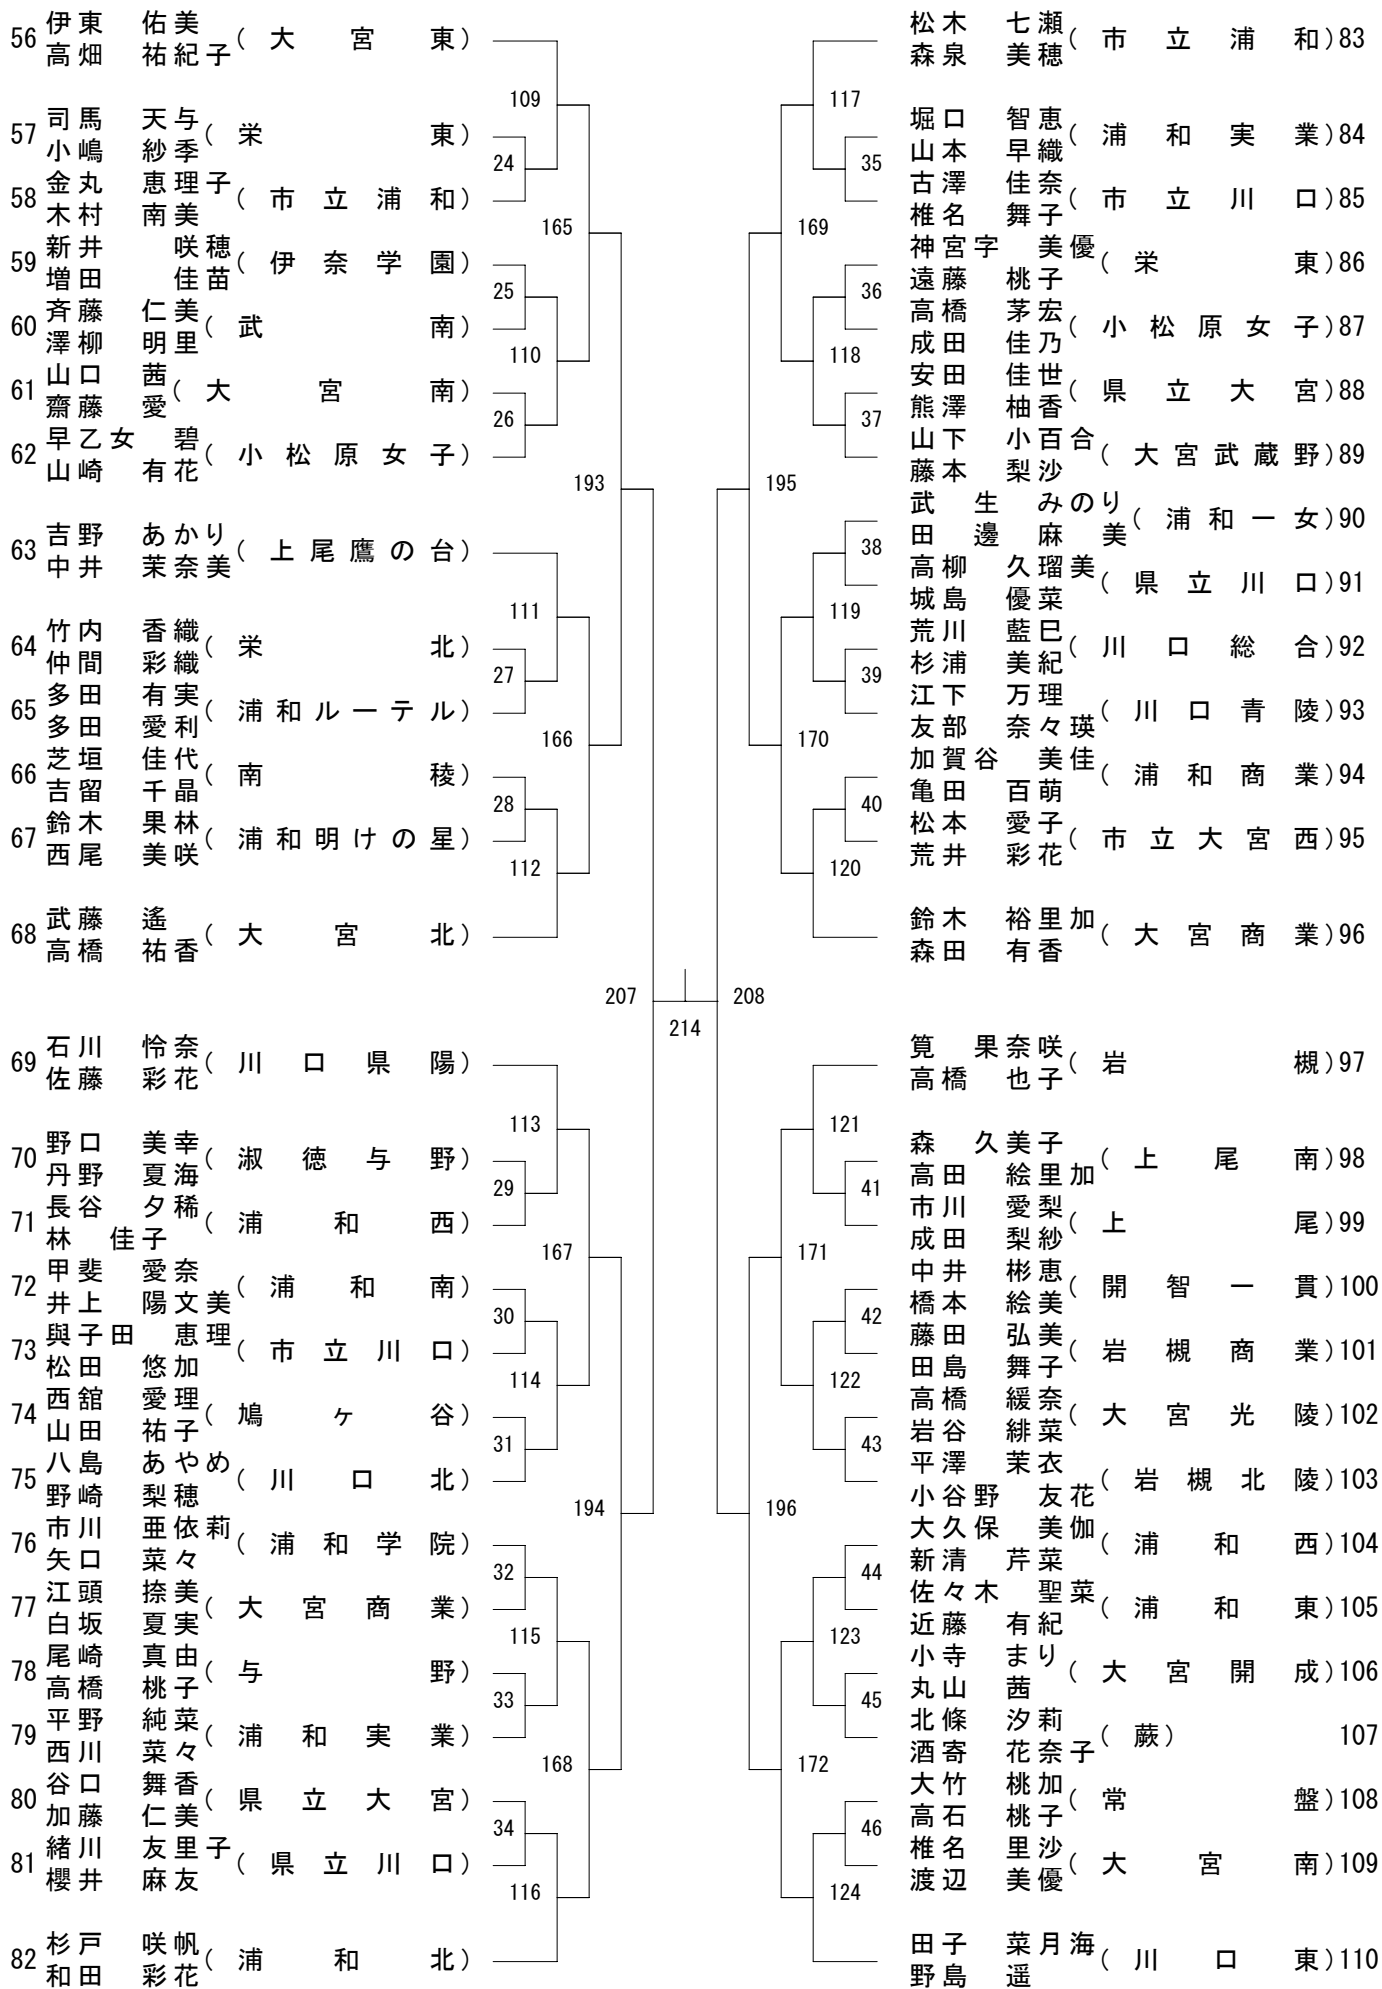 56 伊東 佑美 (大宮東)
高畑 祐紀子
109
57 司馬 天与 (栄東)
小嶋 紗季
24
58 金丸 恵理子 (市立浦和)
木村 南美
165
59 新井 咲穂 (伊奈学園)
増田 佳苗
25
60 斉藤 仁美 (武南)
澤柳 明里
110
61 山口 茜 (大宮南)
齋藤 愛
26
62 早乙女 碧 (小松原女子)
山崎 有花
193
63 吉野 あかり (上尾鷹の台)
中井 茉奈美
111
64 竹内 香織 (栄北)
仲間 彩織
27
65 多田 有実 (浦和ルーテル)
多田 愛利
166
66 芝垣 佳代 (南稜)
吉留 千晶
28
67 鈴木 果林 (浦和明けの星)
西尾 美咲
112
68 武藤 遙 (大宮北)
高橋 祐香
207
69 石川 怜奈 (川口県陽)
佐藤 彩花
113
70 野口 美幸 (淑徳与野)
丹野 夏海
29
71 長谷 夕稀 (浦和西)
林 佳子
167
72 甲斐 愛奈 (浦和南)
井上 陽文美
30
73 與子田 恵理 (市立川口)
松田 悠加
114
74 西舘 愛理 (鳩ヶ谷)
山田 祐子
31
75 八島 あやめ (川口北)
野崎 梨穂
194
76 市川 亜依莉 (浦和学院)
矢口 菜々
32
77 江頭 捺美 (大宮商業)
白坂 夏実
115
78 尾崎 真由 (与野)
高橋 桃子
33
79 平野 純菜 (浦和実業)
西川 菜々
168
80 谷口 舞香 (県立大宮)
加藤 仁美
34
81 緒川 友里子 (県立川口)
櫻井 麻友
116
82 杉戸 咲帆 (浦和北)
和田 彩花
214
松木 七瀬 (市立浦和) 83
森泉 美穂
117
堀口 智恵 (浦和実業) 84
山本 早織
35
古澤 佳奈 (市立川口) 85
椎名 舞子
169
神宮字 美優 (栄東) 86
遠藤 桃子
36
高橋 茅宏 (小松原女子) 87
成田 佳乃
118
安田 佳世 (県立大宮) 88
熊澤 柚香
37
山下 小百合 (大宮武蔵野) 89
藤本 梨沙
195
武生 みのり (浦和一女) 90
田邊 麻美
38
高柳 久瑠美 (県立川口) 91
城島 優菜
119
荒川 藍巳 (川口総合) 92
杉浦 美紀
39
江下 万理 (川口青陵) 93
友部 奈々瑛
170
加賀谷 美佳 (浦和商業) 94
亀田 百萌
40
松本 愛子 (市立大宮西) 95
荒井 彩花
120
鈴木 裕里加 (大宮商業) 96
森田 有香
208
筧 果奈咲 (岩槻) 97
高橋 也子
121
森 久美子 (上尾南) 98
高田 絵里加
41
市川 愛梨 (上尾) 99
成田 梨紗
171
中井 彬恵 (開智一貫) 100
橋本 絵美
42
藤田 弘美 (岩槻商業) 101
田島 舞子
122
高橋 緩奈 (大宮光陵) 102
岩谷 緋菜
43
平澤 茉衣 (岩槻北陵) 103
小谷野 友花
196
大久保 美伽 (浦和西) 104
新清 芹菜
44
佐々木 聖菜 (浦和東) 105
近藤 有紀
123
小寺 まり (大宮開成) 106
丸山 茜
45
北條 汐莉 (蕨) 107
酒寄 花奈子
172
大竹 桃加 (常盤) 108
高石 桃子
46
椎名 里沙 (大宮南) 109
渡辺 美優
124
田子 菜月海 (川口東) 110
野島 遥